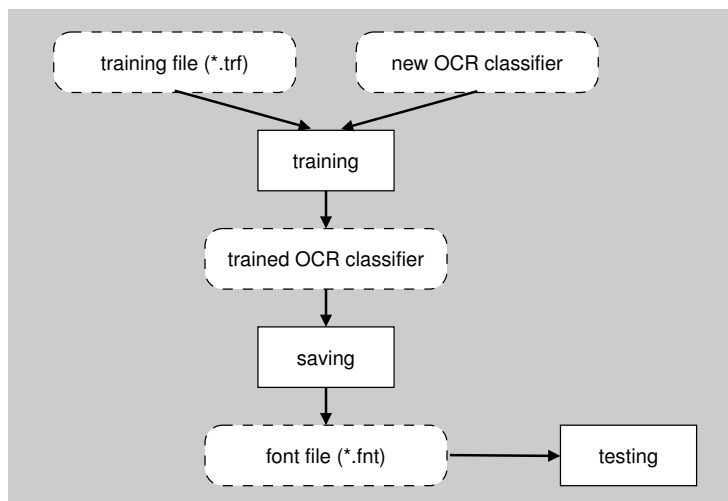 training file (*.trf)
new OCR classifier
training
trained OCR classifier
saving
font file (*.fnt)
testing